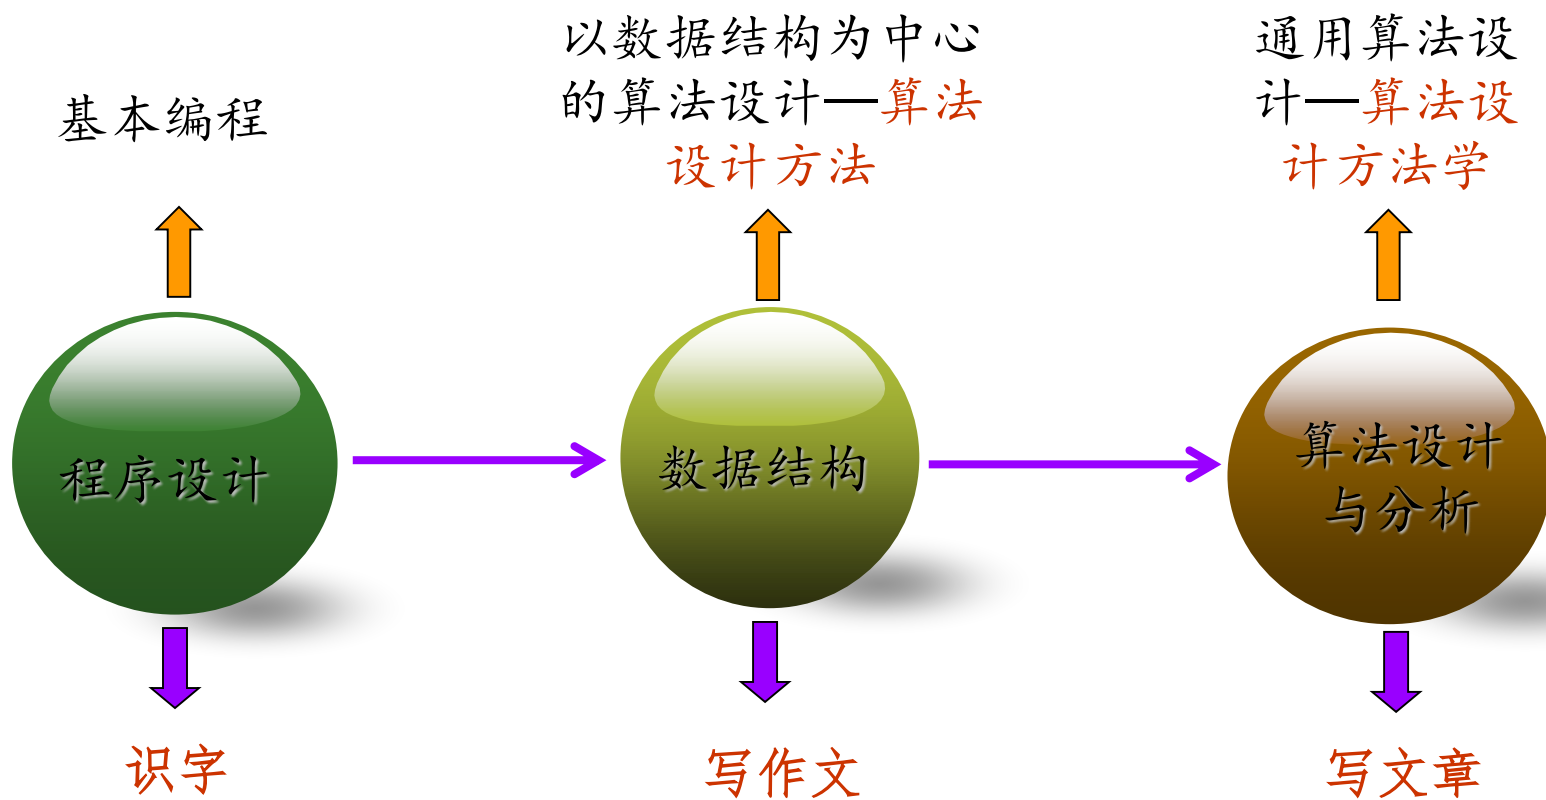 基本编程
以数据结构为中心
的算法设计—算法
设计方法
通用算法设
计—算法设
计方法学
程序设计
数据结构
算法设计
与分析
识字
写作文
写文章